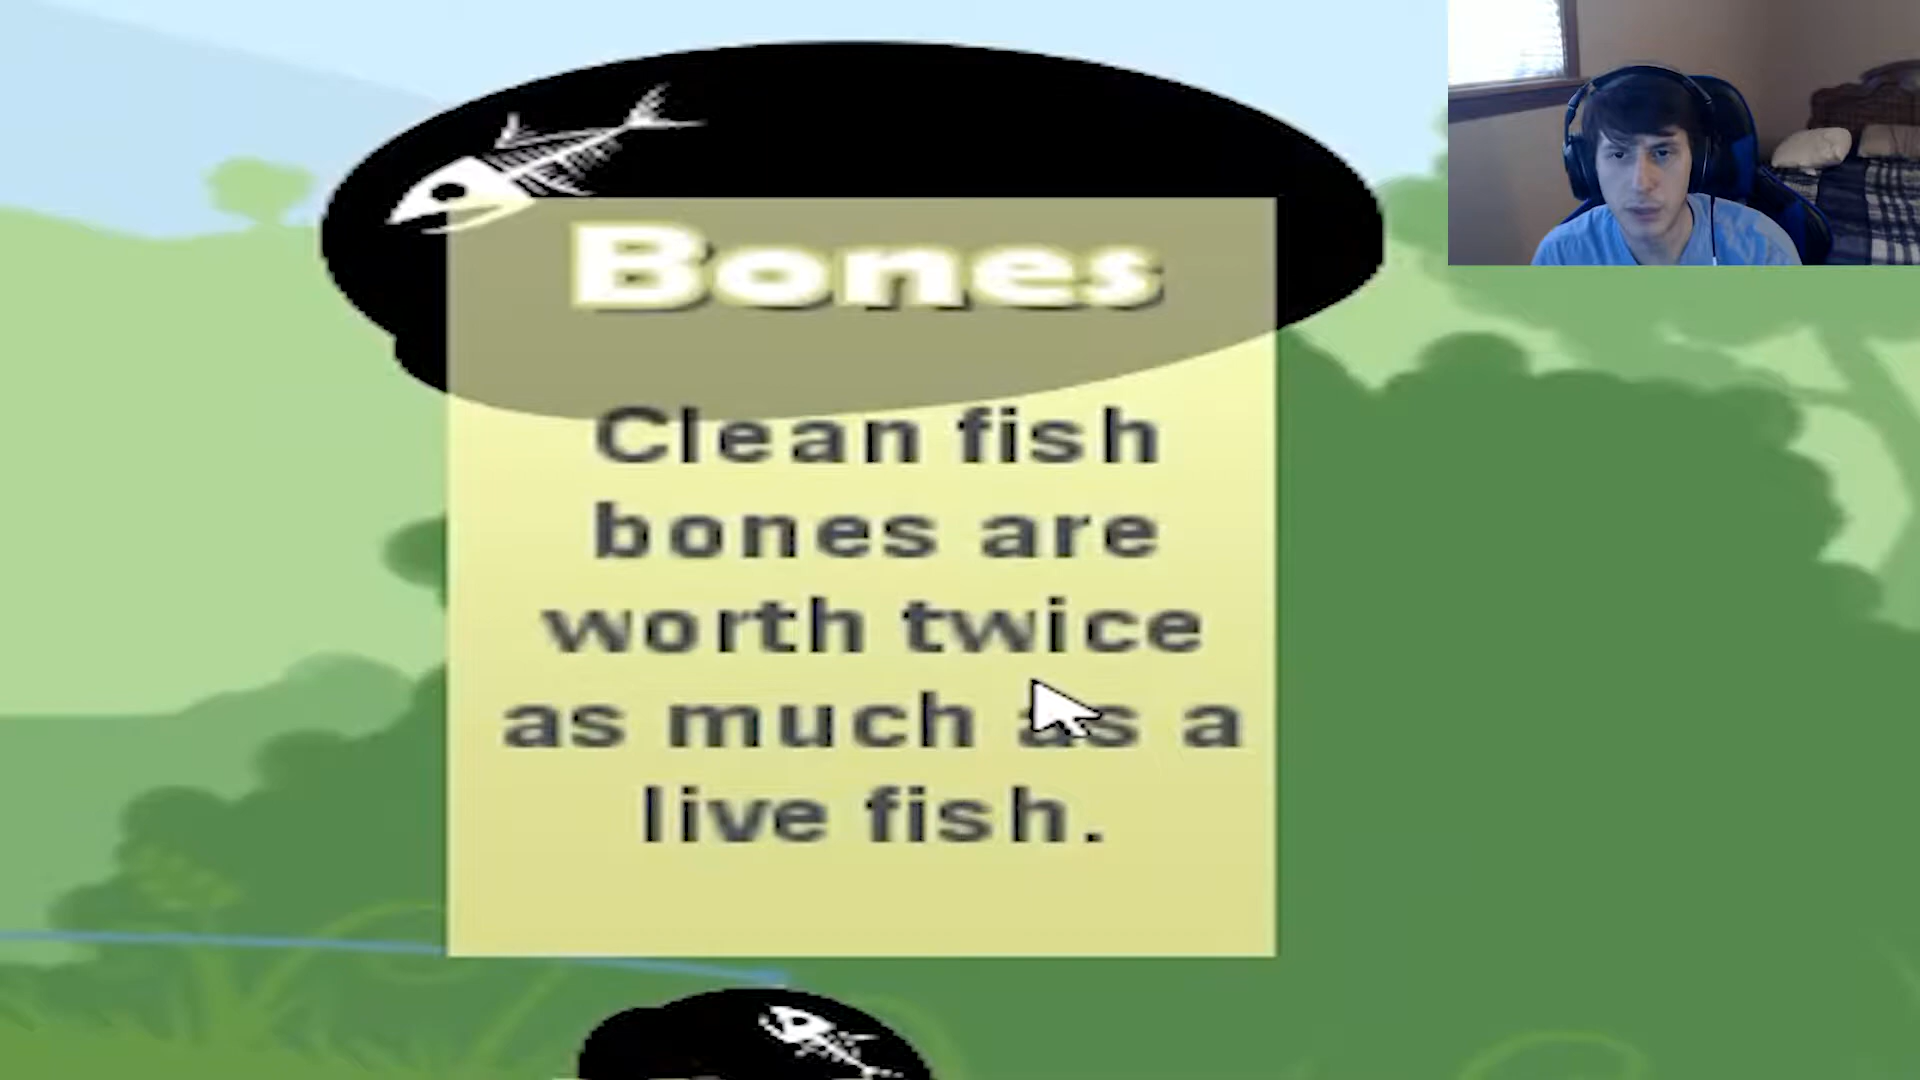 Bones
Clean fish
bones are
worth twice
as much as a
live fish.